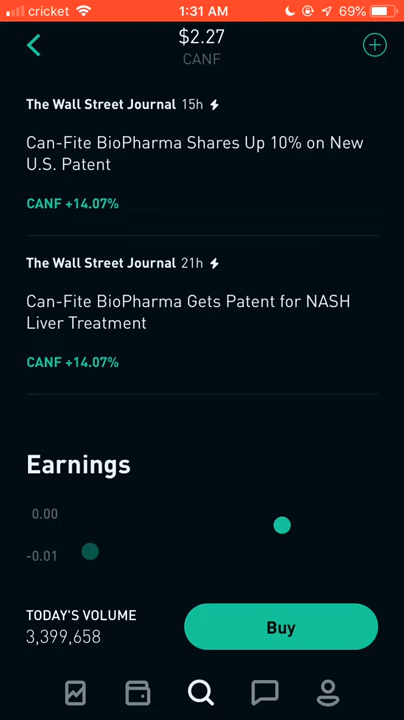 cricket 1:31 AM 69%
$2.27
CANF
The Wall Street Journal 15h
Can-Fite BioPharma Shares Up 10% on New
U.S. Patent
CANF +14.07%
The Wall Street Journal 21h
Can-Fite BioPharma Gets Patent for NASH
Liver Treatment
CANF +14.07%
Earnings
0.00
-0.01
TODAY'S VOLUME
3,399,658
Buy